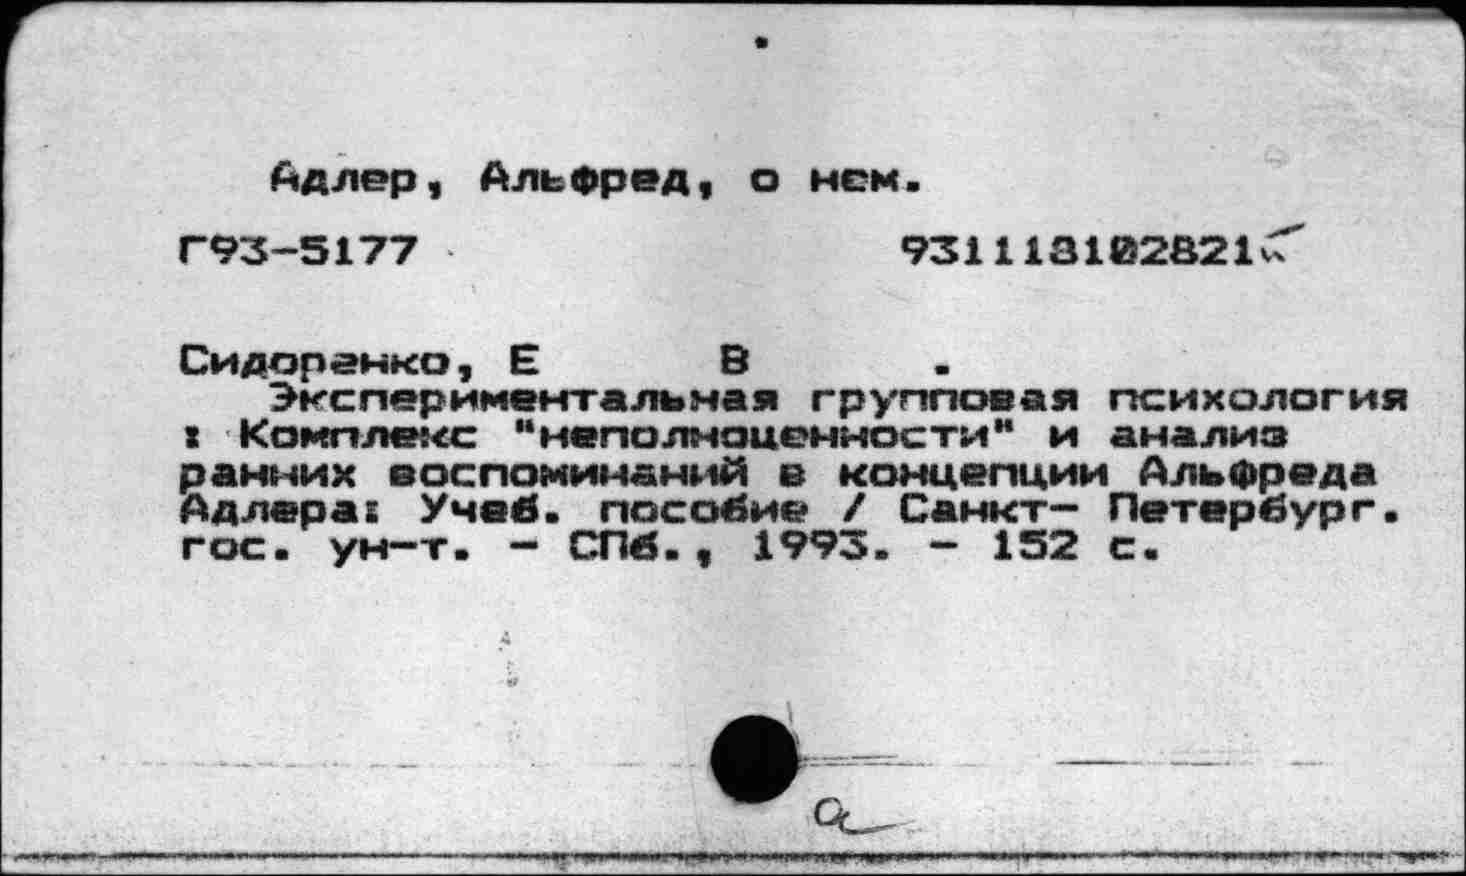 Адлер, Альфред, о нем.
Г93-5177 931118102821
Сидоренко, Е В .
Экспериментальная групповая психология
: Комплекс "неполноценности" и анализ
ранних воспоминаний в концепции Альфреда
Адлера: Учеб. пособие / Санкт- Петербург.
гос. ун-т. - СПб., 1993. - 152 с.
а